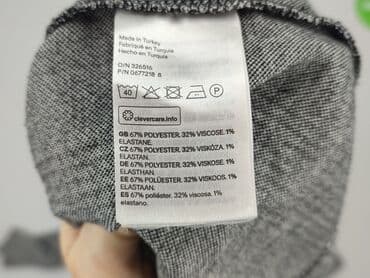 Made in Turkey
Fabriqué en Turquie
Hecho en Turquía
O/N 326516
P/N 0677218 8
40
P
clevercare.info
GB 67% POLYESTER. 32% VISCOSE. 1%
ELASTANE.
CZ 67% POLYESTER. 32% VISKÓZA. 1%
ELASTAN.
DE 67% POLYESTER. 32% VISKOSE. 1%
ELASTHAN.
EE 67% POLÜESTER. 32% VISKOOS. 1%
ELASTAAN.
ES 67% poliéster. 32% viscosa. 1%
elastano.